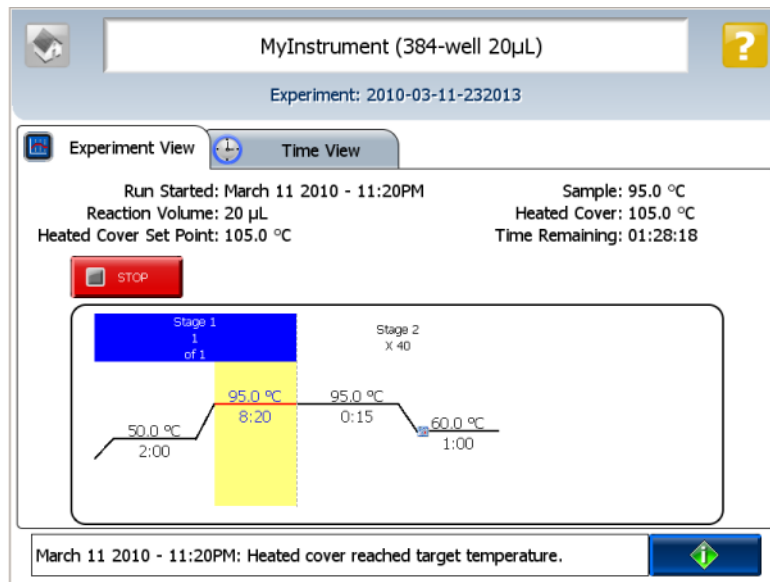 MyInstrument (384-well 20µL)
?
Experiment: 2010-03-11-232013
Experiment View
Time View
Run Started: March 11 2010 - 11:20PM
Sample: 95.0 °C
Reaction Volume: 20 µL
Heated Cover: 105.0 °C
Heated Cover Set Point: 105.0 °C
Time Remaining: 01:28:18
STOP
Stage 1
1
of 1
Stage 2
X 40
95.0 °C
8:20
95.0 °C
0:15
50.0 °C
2:00
60.0 °C
1:00
March 11 2010 - 11:20PM: Heated cover reached target temperature.
i